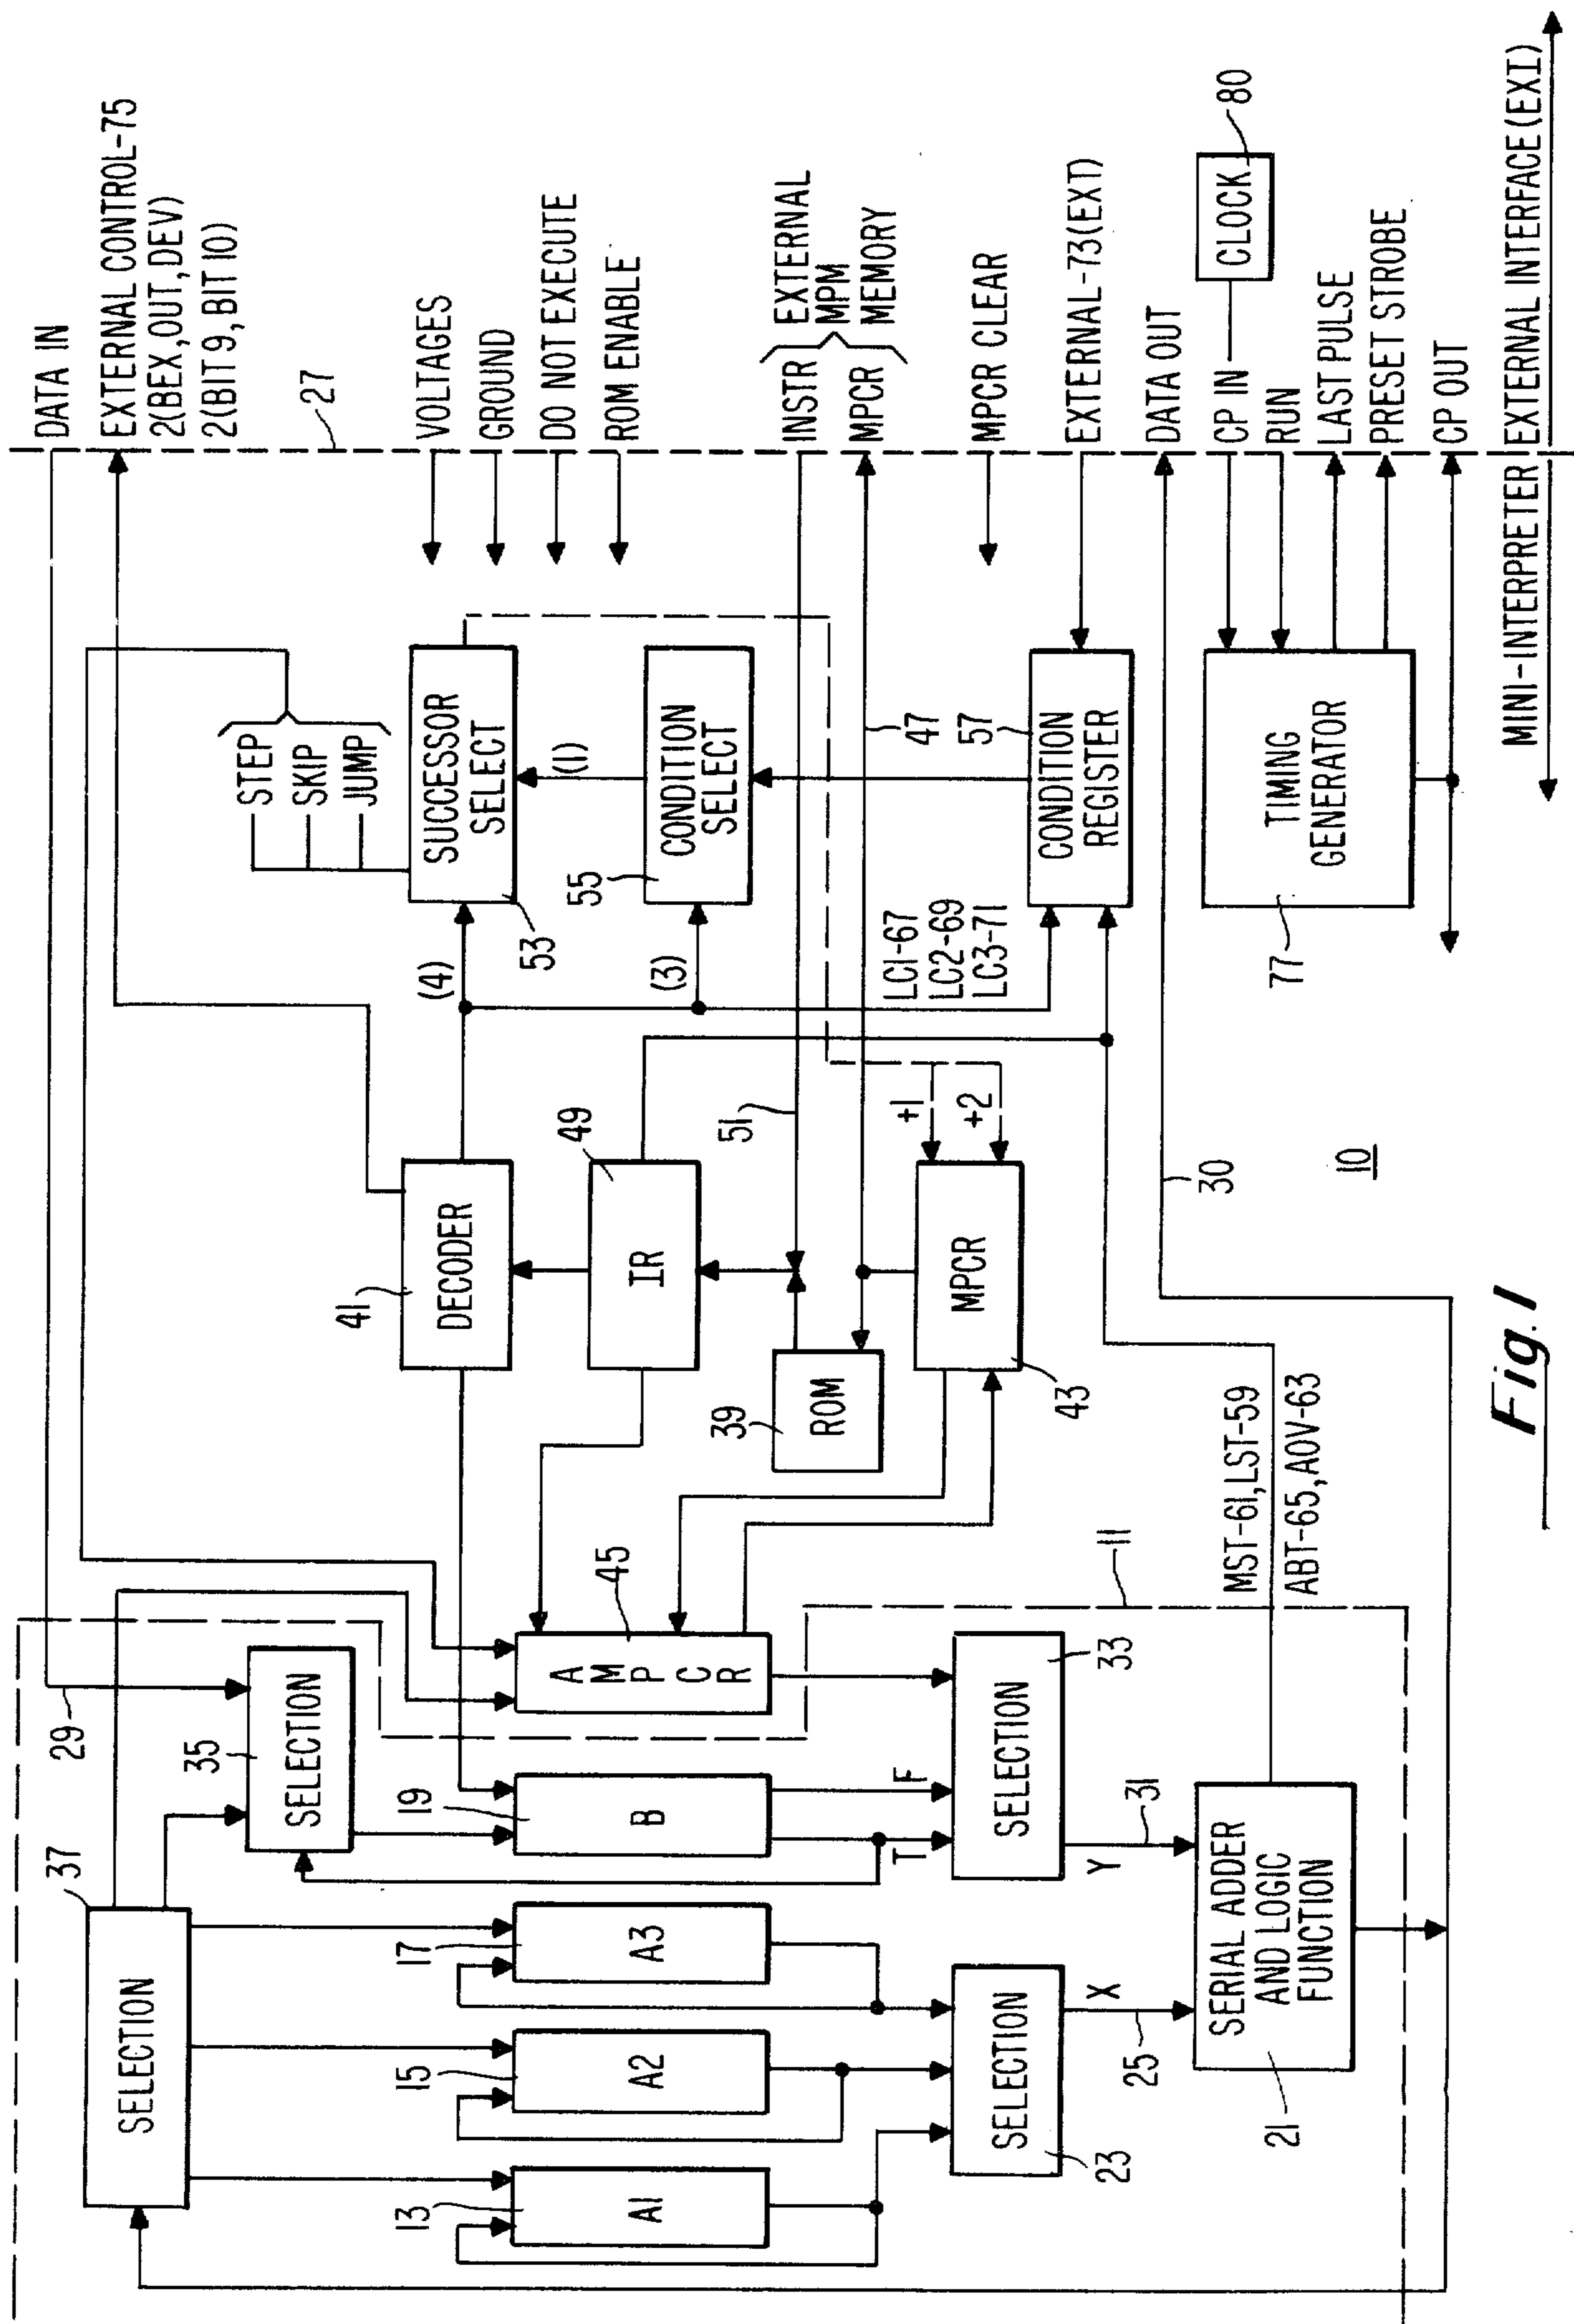 DATA IN
EXTERNAL CONTROL-75
2(BEX,OUT,DEV)
2(BIT 9, BIT 10)
27
VOLTAGES
GROUND
DO NOT EXECUTE
ROM ENABLE
INSTR
MPCR
EXTERNAL
MPM
MEMORY
MPCR CLEAR
EXTERNAL-73(EXT)
DATA OUT
CP IN
CLOCK
80
RUN
LAST PULSE
PRESET STROBE
CP OUT
MINI-INTERPRETER
EXTERNAL INTERFACE(EXI)
STEP
SKIP
JUMP
SUCCESSOR
SELECT
53
(4)
(1)
CONDITION
SELECT
55
(3)
47
57
CONDITION
REGISTER
LC1-67
LC2-69
LC3-71
TIMING
GENERATOR
77
DECODER
41
IR
49
51
ROM
39
MPCR
43
+1
+2
30
10
SELECTION
37
29
35
SELECTION
A1
13
A2
15
A3
17
B
19
AMPCR
45
T
F
SELECTION
23
SELECTION
33
X
25
Y
31
11
SERIAL ADDER
AND LOGIC
FUNCTION
21
MST-61,LST-59
ABT-65,AOV-63
Fig.1